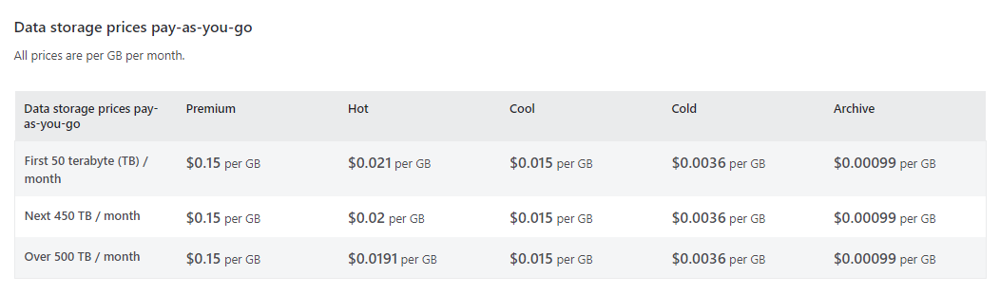 Data storage prices pay-as-you-go
All prices are per GB per month.
Data storage prices pay-as-you-go Premium Hot Cool Cold Archive
First 50 terabyte (TB) / month $0.15 per GB $0.021 per GB $0.015 per GB $0.0036 per GB $0.00099 per GB
Next 450 TB / month $0.15 per GB $0.02 per GB $0.015 per GB $0.0036 per GB $0.00099 per GB
Over 500 TB / month $0.15 per GB $0.0191 per GB $0.015 per GB $0.0036 per GB $0.00099 per GB